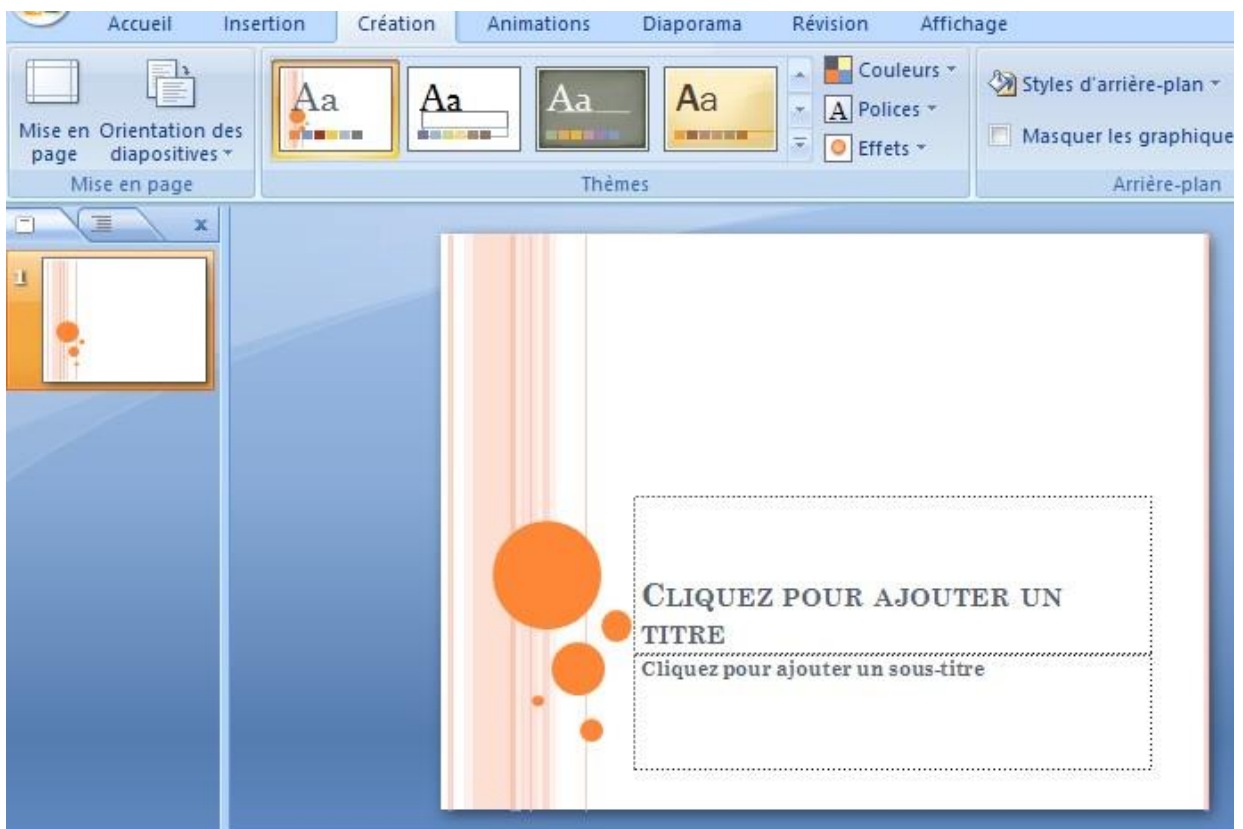 Accueil Insertion Création Animations Diaporama Révision Affichage
Aa Aa Aa Aa
Couleurs
Polices
Effets
Styles d'arrière-plan
Masquer les graphique
Mise en page
Orientation des diapositives
Mise en page Thèmes Arrière-plan
x
1
CLIQUEZ POUR AJOUTER UN
TITRE
Cliquez pour ajouter un sous-titre